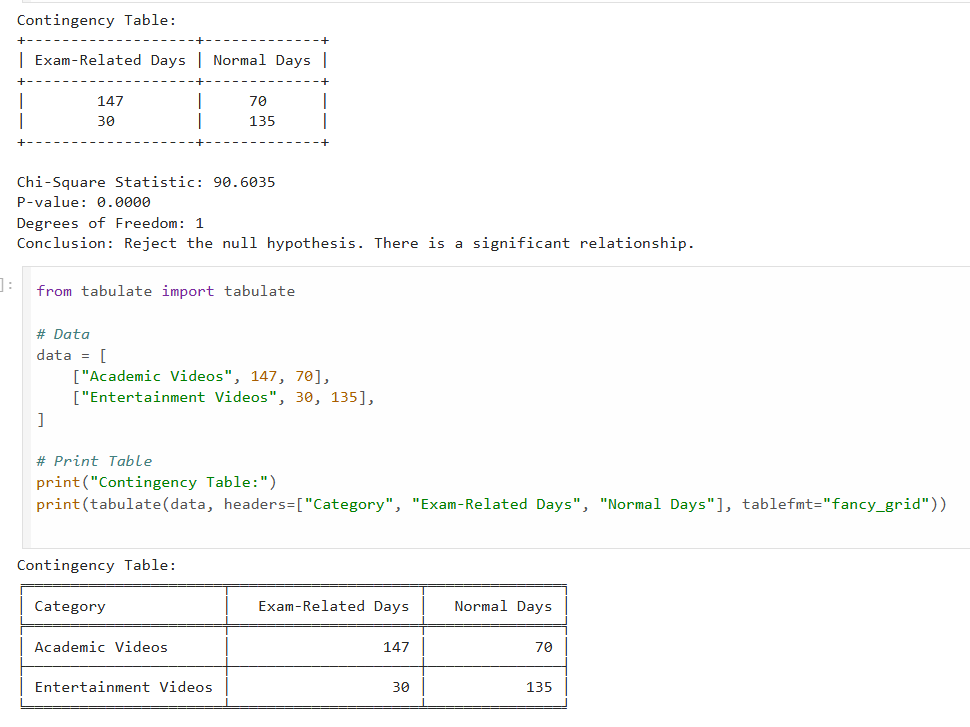 Contingency Table:
+-------------------+-------------+
| Exam-Related Days | Normal Days |
+-------------------+-------------+
|        147        |     70      |
|        30         |     135     |
+-------------------+-------------+
Chi-Square Statistic: 90.6035
P-value: 0.0000
Degrees of Freedom: 1
Conclusion: Reject the null hypothesis. There is a significant relationship.
]:
from tabulate import tabulate
# Data
data = [
    ["Academic Videos", 147, 70],
    ["Entertainment Videos", 30, 135],
]
# Print Table
print("Contingency Table:")
print(tabulate(data, headers=["Category", "Exam-Related Days", "Normal Days"], tablefmt="fancy_grid"))
Contingency Table:
╒══════════════════════╤═════════════════════╤═══════════════╕
│ Category             │   Exam-Related Days │   Normal Days │
╞══════════════════════╪═════════════════════╪═══════════════╡
│ Academic Videos      │                 147 │            70 │
├──────────────────────┼─────────────────────┼───────────────┤
│ Entertainment Videos │                  30 │           135 │
╘══════════════════════╧═════════════════════╧═══════════════╛